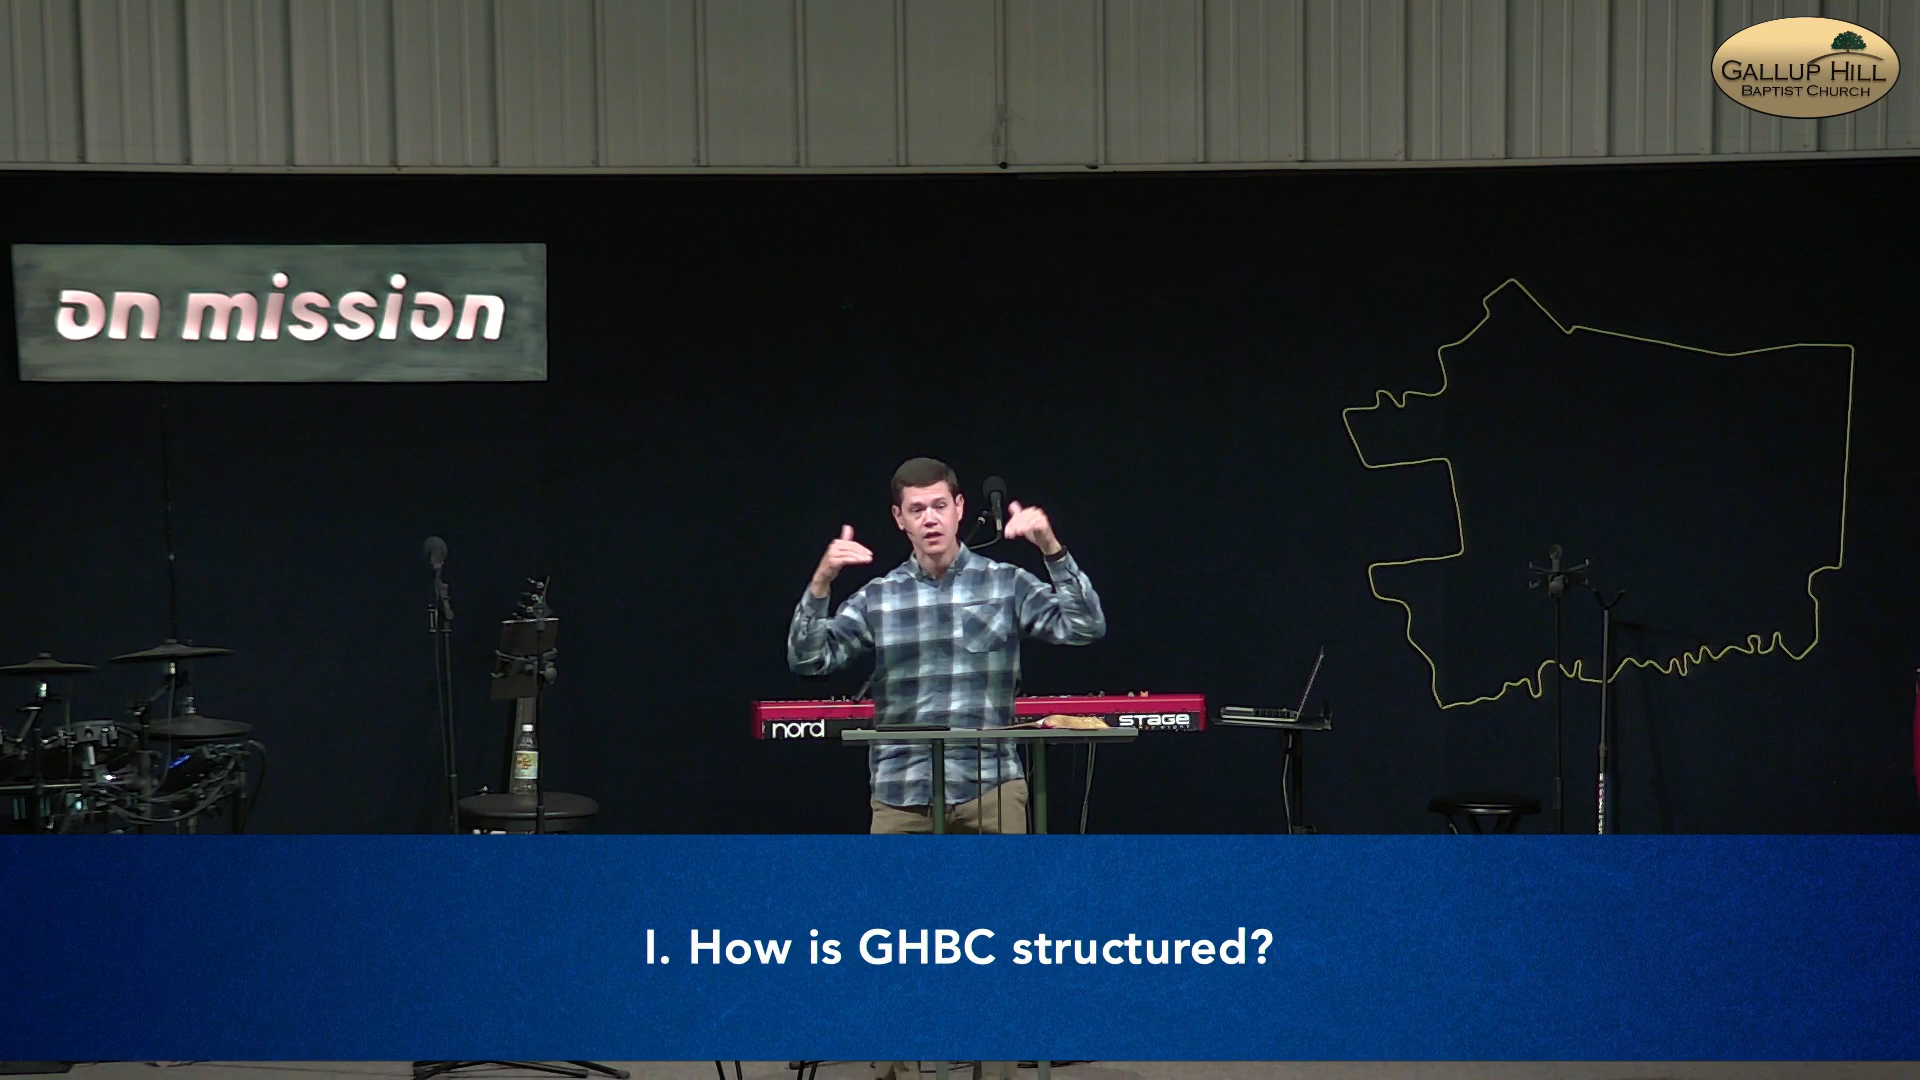 GALLUP HILL
BAPTIST CHURCH
on mission
nord
STAGE
I. How is GHBC structured?